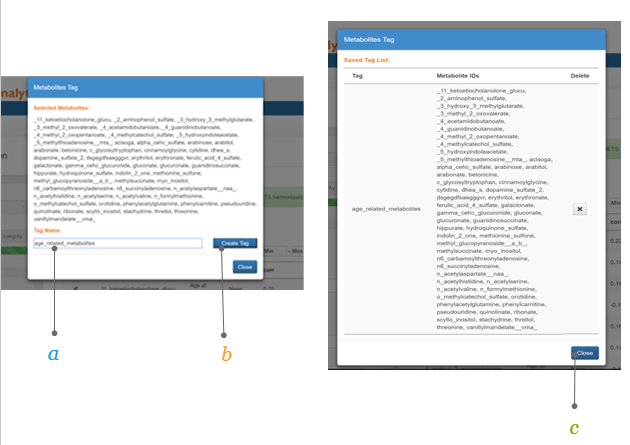 Metabolites Tag
Selected Metabolites:
_11_ketoetiocholanolone_glucu, _2_aminophenol_sulfate, _3_hydroxy_3_methylglutarate,
_3_methyl_2_oxovalerate, _4_acetamidobutanoate, _4_guanidinobutanoate,
_4_methyl_2_oxopentanoate, _4_methylcatechol_sulfate, _5_hydroxyindoleacetate,
_5_methylthioadenosine__mta_, acisoga, alpha_cehc_sulfate, arabinose, arabitol,
arabonate, betonicine, c_glycosyltryptophan, cinnamoylglycine, cytidine, dhea_s,
dopamine_sulfate_2, dsgegdfxaegggvr, erythritol, erythronate, ferulic_acid_4_sulfate,
galactonate, gamma_cehc_glucuronide, gluconate, glucuronate, guanidinosuccinate,
hippurate, hydroquinone_sulfate, indolin_2_one, methionine_sulfone,
methyl_glucopyranoside__a_b_, methylsuccinate, myo_inositol,
n6_carbamoylthreonyladenosine, n6_succinyladenosine, n_acetylaspartate__naa_,
n_acetylhistidine, n_acetylserine, n_acetylvaline, n_formylmethionine,
o_methylcatechol_sulfate, orotidine, phenylacetylglutamine, phenylcarnitine, pseudouridine,
quinolinate, ribonate, scyllo_inositol, stachydrine, threitol, threonine,
vanillylmandelate__vma_
Tag Name:
age_related_metabolites
Create Tag
Close
a
b
Metabolites Tag
Saved Tag List:
Tag Metabolite IDs Delete
_11_ketoetiocholanolone_glucu,
_2_aminophenol_sulfate,
_3_hydroxy_3_methylglutarate,
_3_methyl_2_oxovalerate,
_4_acetamidobutanoate,
_4_guanidinobutanoate,
_4_methyl_2_oxopentanoate,
_4_methylcatechol_sulfate,
_5_hydroxyindoleacetate,
_5_methylthioadenosine__mta_, acisoga,
alpha_cehc_sulfate, arabinose, arabitol,
arabonate, betonicine,
c_glycosyltryptophan, cinnamoylglycine,
cytidine, dhea_s, dopamine_sulfate_2,
dsgegdfxaegggvr, erythritol, erythronate,
ferulic_acid_4_sulfate, galactonate,
gamma_cehc_glucuronide, gluconate,
glucuronate, guanidinosuccinate,
hippurate, hydroquinone_sulfate,
indolin_2_one, methionine_sulfone,
methyl_glucopyranoside__a_b_,
methylsuccinate, myo_inositol,
n6_carbamoylthreonyladenosine,
n6_succinyladenosine,
n_acetylaspartate__naa_,
n_acetylhistidine, n_acetylserine,
n_acetylvaline, n_formylmethionine,
o_methylcatechol_sulfate, orotidine,
phenylacetylglutamine, phenylcarnitine,
pseudouridine, quinolinate, ribonate,
scyllo_inositol, stachydrine, threitol,
threonine, vanillylmandelate__vma_
age_related_metabolites
Close
c